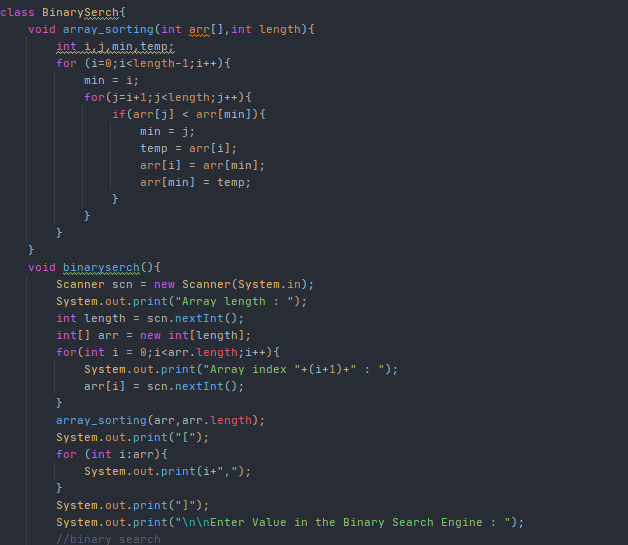 class BinarySerch{
    void array_sorting(int arr[],int length){
        int i,j,min,temp;
        for (i=0;i<length-1;i++){
            min = i;
            for(j=i+1;j<length;j++){
                if(arr[j] < arr[min]){
                    min = j;
                    temp = arr[i];
                    arr[i] = arr[min];
                    arr[min] = temp;
                }
            }
        }
    }
    void binaryserch(){
        Scanner scn = new Scanner(System.in);
        System.out.print("Array length : ");
        int length = scn.nextInt();
        int[] arr = new int[length];
        for(int i = 0;i<arr.length;i++){
            System.out.print("Array index "+(i+1)+" : ");
            arr[i] = scn.nextInt();
        }
        array_sorting(arr,arr.length);
        System.out.print("[");
        for (int i:arr){
            System.out.print(i+",");
        }
        System.out.print("]");
        System.out.print("\n\nEnter Value in the Binary Search Engine : ");
        //binary search